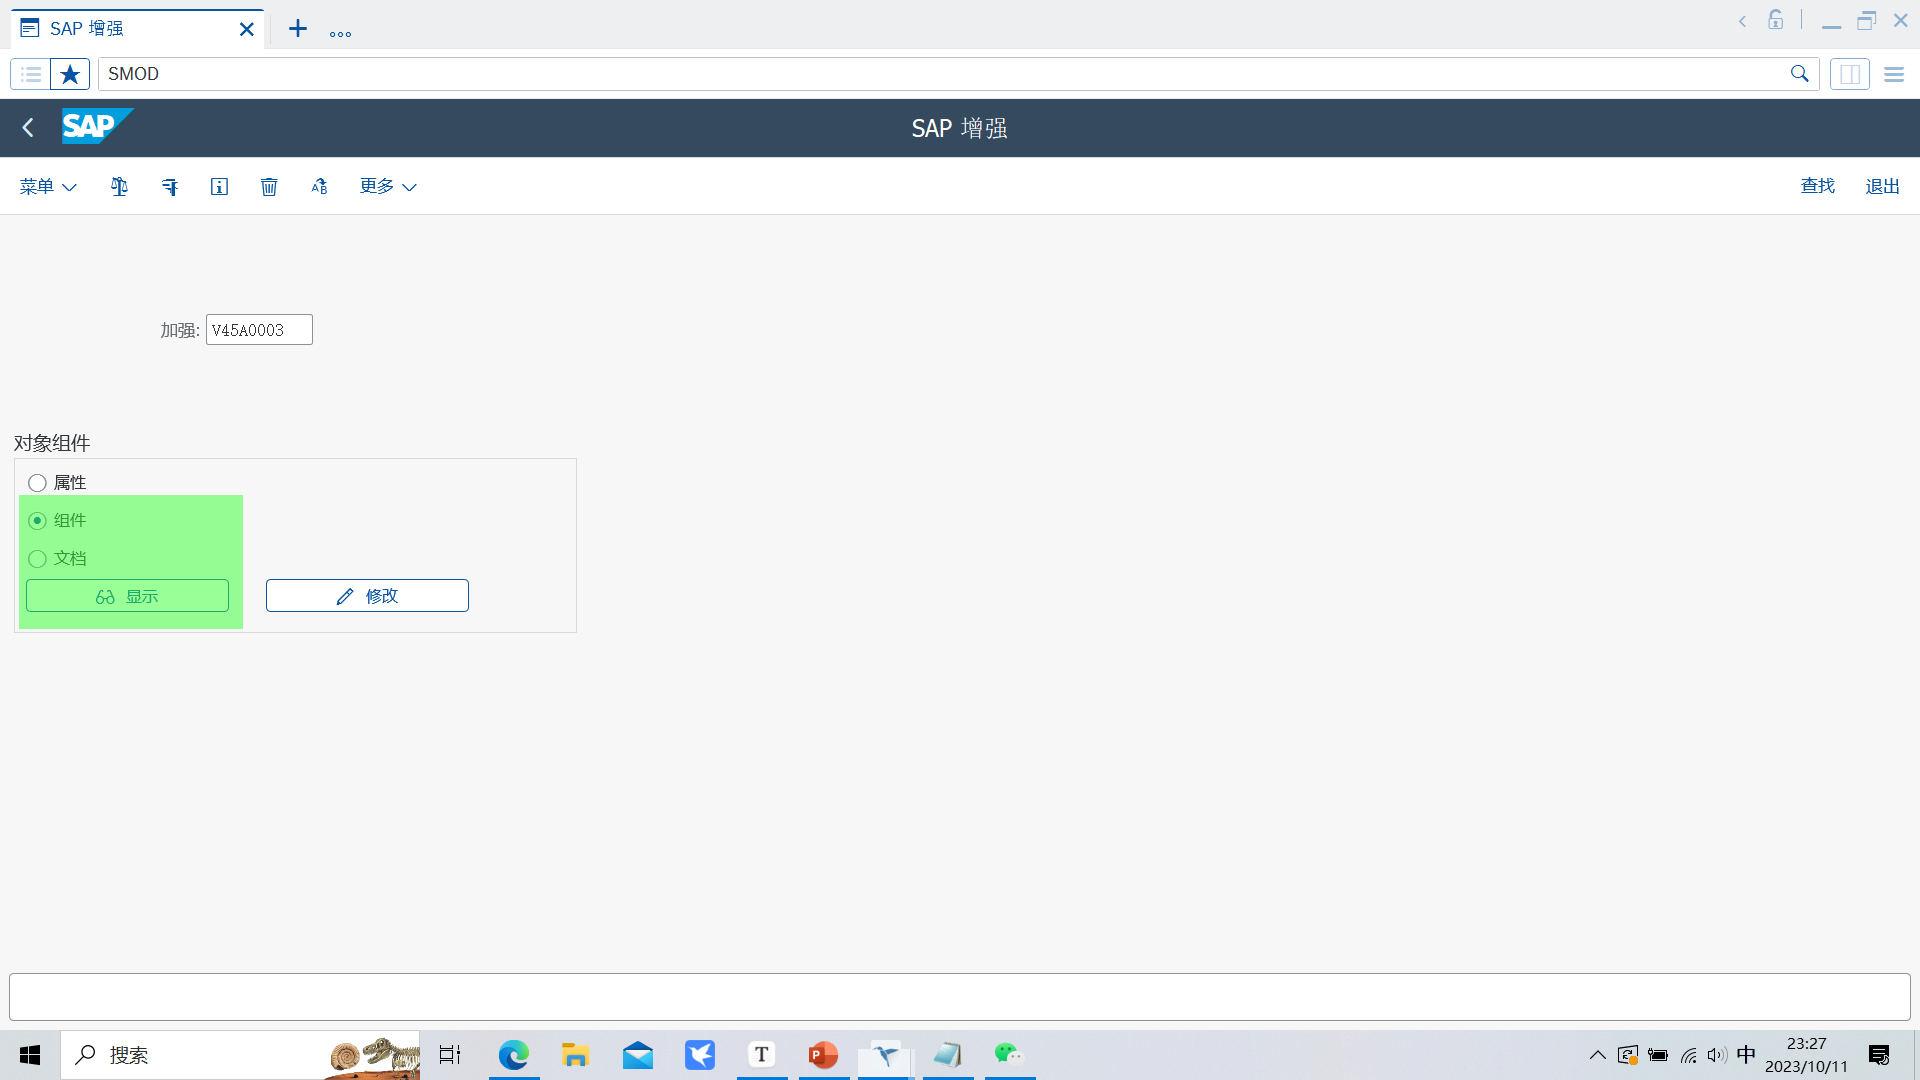 SAP 增强
SMOD
SAP
SAP 增强
菜单
更多
查找
退出
加强: V45A0003
对象组件
属性
组件
文档
显示
修改
搜索
中
23:27
2023/10/11